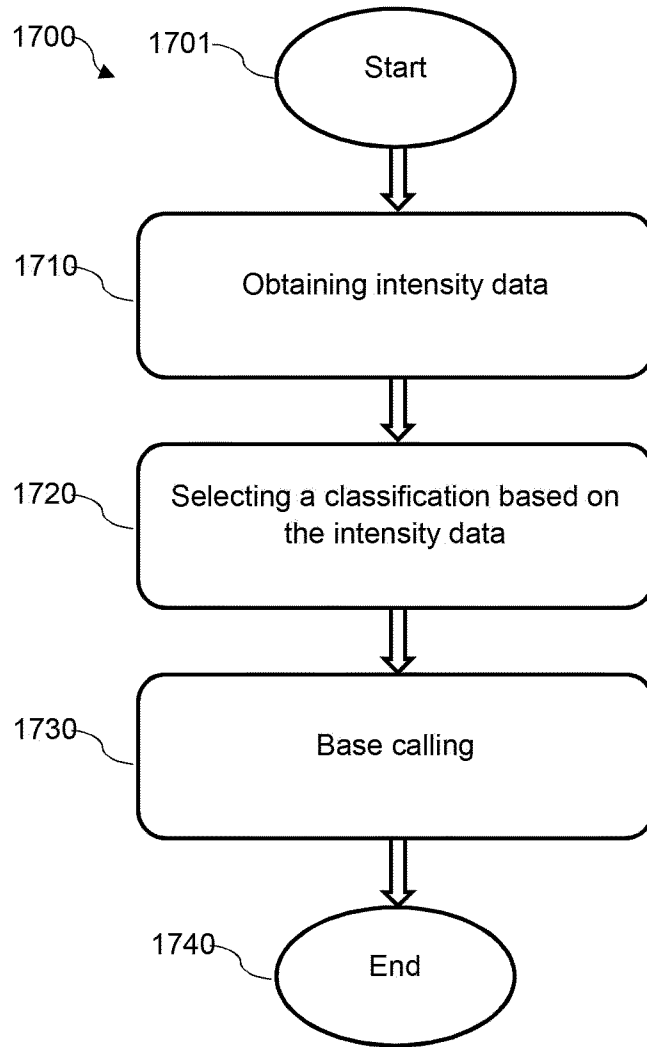 1700
1701
Start
1710
Obtaining intensity data
1720
Selecting a classification based on
the intensity data
1730
Base calling
1740
End